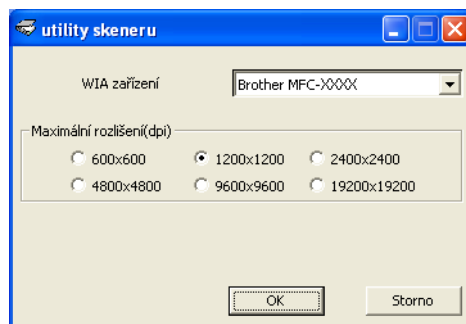 utility skeneru
WIA zařízení Brother MFC-XXXX
Maximální rozlišení(dpi)
600x600 1200x1200 2400x2400
4800x4800 9600x9600 19200x19200
OK Storno